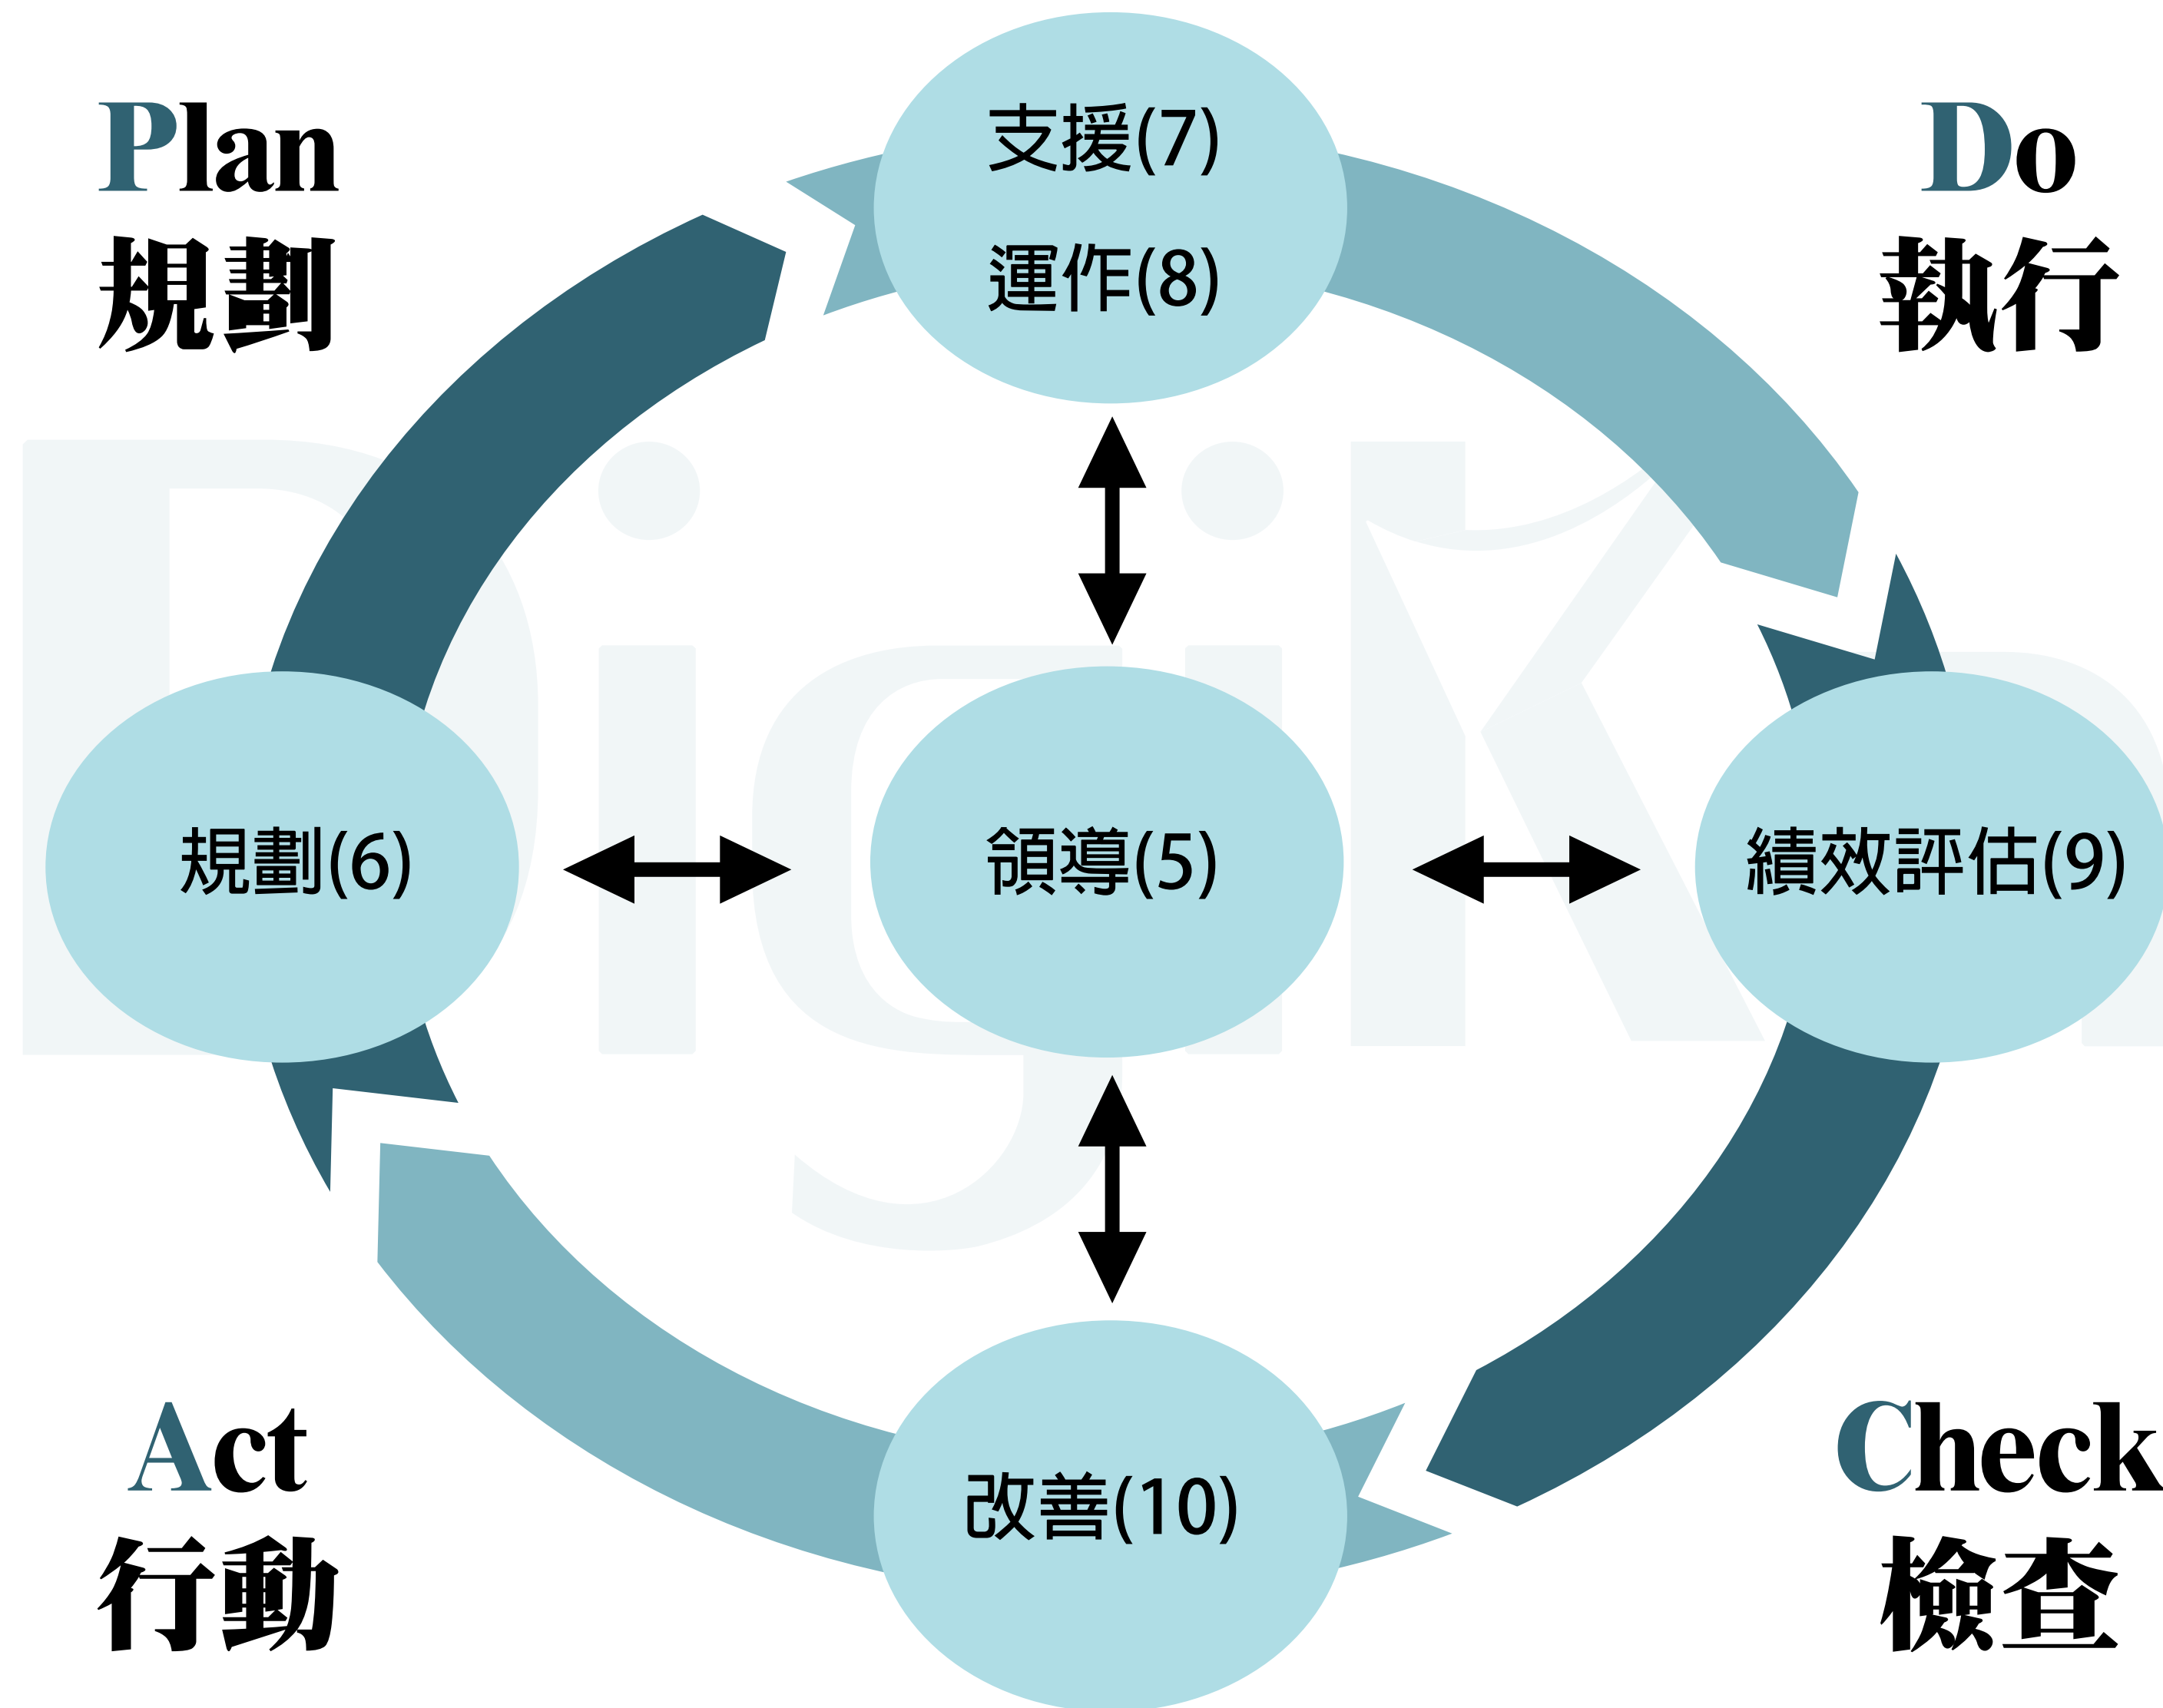 Plan
規劃
Do
執行
支援(7)
運作(8)
規劃(6)
領導(5)
績效評估(9)
改善(10)
Act
行動
Check
檢查